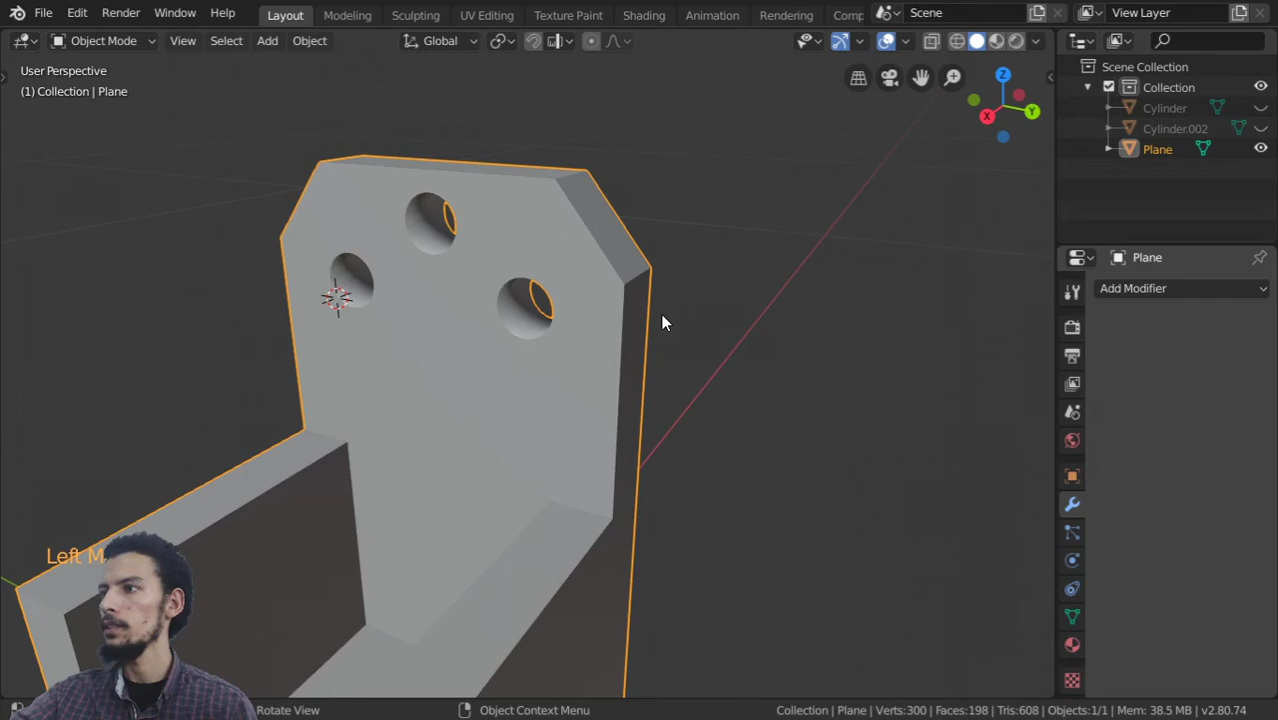 File Edit Render Window Help Layout Modeling Sculpting UV Editing Texture Paint Shading Animation Rendering Comp Scene View Layer
Object Mode View Select Add Object Global
User Perspective
(1) Collection | Plane
Z
Y
X
Scene Collection
Collection
Cylinder
Cylinder.002
Plane
Plane
Add Modifier
Left M
Rotate View Object Context Menu Collection | Plane | Verts:300 | Faces:198 | Tris:608 | Objects:1/1 | Mem: 38.5 MB | v2.80.74